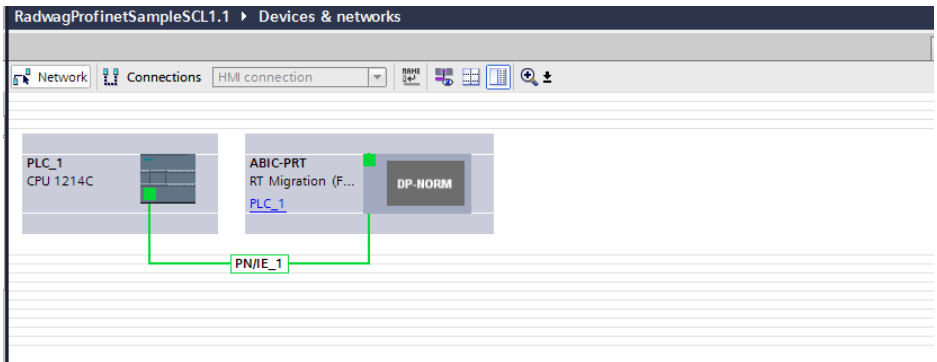 RadwagProfinetSampleSCL1.1 ▸ Devices & networks
Network Connections HMI connection
PLC_1
CPU 1214C
ABIC-PRT
RT Migration (F...
PLC_1
DP-NORM
PN/IE_1